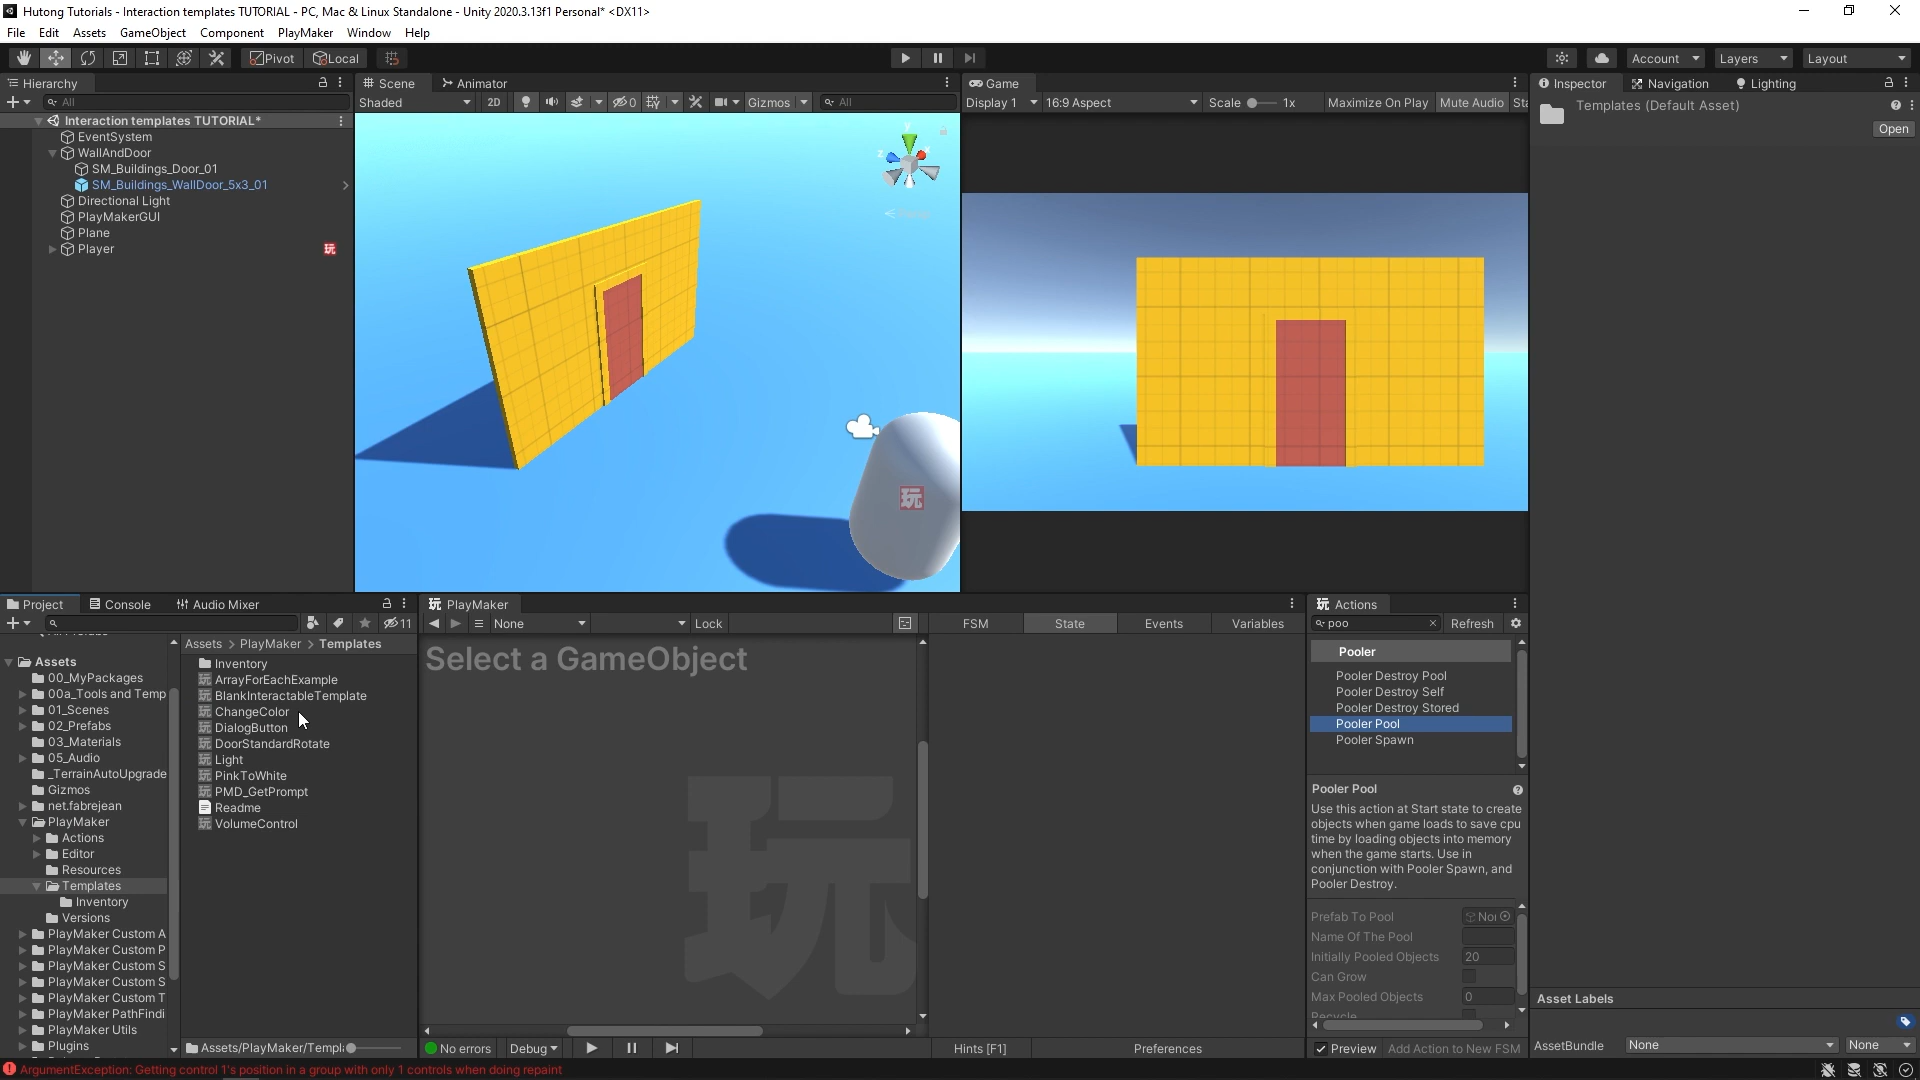 Hutong Tutorials - Interaction templates TUTORIAL - PC, Mac & Linux Standalone - Unity 2020.3.13f1 Personal* <DX11>
File Edit Assets GameObject Component PlayMaker Window Help
Pivot Local Account Layers Layout
Hierarchy
All
Interaction templates TUTORIAL*
EventSystem
WallAndDoor
SM_Buildings_Door_01
SM_Buildings_WallDoor_5x3_01
Directional Light
PlayMakerGUI
Plane
Player 玩
Scene Animator
Shaded 2D 0 Gizmos All
y
z x
玩
Game
Display 1 16:9 Aspect Scale 1x Maximize On Play Mute Audio Sta
Inspector Navigation Lighting
Templates (Default Asset)
Open
Project Console Audio Mixer
11
Assets
00_MyPackages
00a_Tools and Temp
01_Scenes
02_Prefabs
03_Materials
05_Audio
_TerrainAutoUpgrade
Gizmos
net.fabrejean
PlayMaker
Actions
Editor
Resources
Templates
Inventory
Versions
PlayMaker Custom A
PlayMaker Custom P
PlayMaker Custom S
PlayMaker Custom S
PlayMaker Custom T
PlayMaker PathFindi
PlayMaker Utils
Plugins
Assets > PlayMaker > Templates
Inventory
ArrayForEachExample
BlankInteractableTemplate
ChangeColor
DialogButton
DoorStandardRotate
Light
PinkToWhite
PMD_GetPrompt
Readme
VolumeControl
Assets/PlayMaker/Templa
玩 PlayMaker
None Lock FSM State Events Variables
Select a GameObject
玩
No errors Debug Hints [F1] Preferences
玩 Actions
poo Refresh
Pooler
Pooler Destroy Pool
Pooler Destroy Self
Pooler Destroy Stored
Pooler Pool
Pooler Spawn
Pooler Pool
Use this action at Start state to create
objects when game loads to save cpu
time by loading objects into memory
when the game starts. Use in
conjunction with Pooler Spawn, and
Pooler Destroy.
Prefab To Pool
Name Of The Pool
Initially Pooled Objects 20
Can Grow
Max Pooled Objects 0
Recycle
Preview Add Action to New FSM
Asset Labels
AssetBundle None None
ArgumentException: Getting control 1's position in a group with only 1 controls when doing repaint